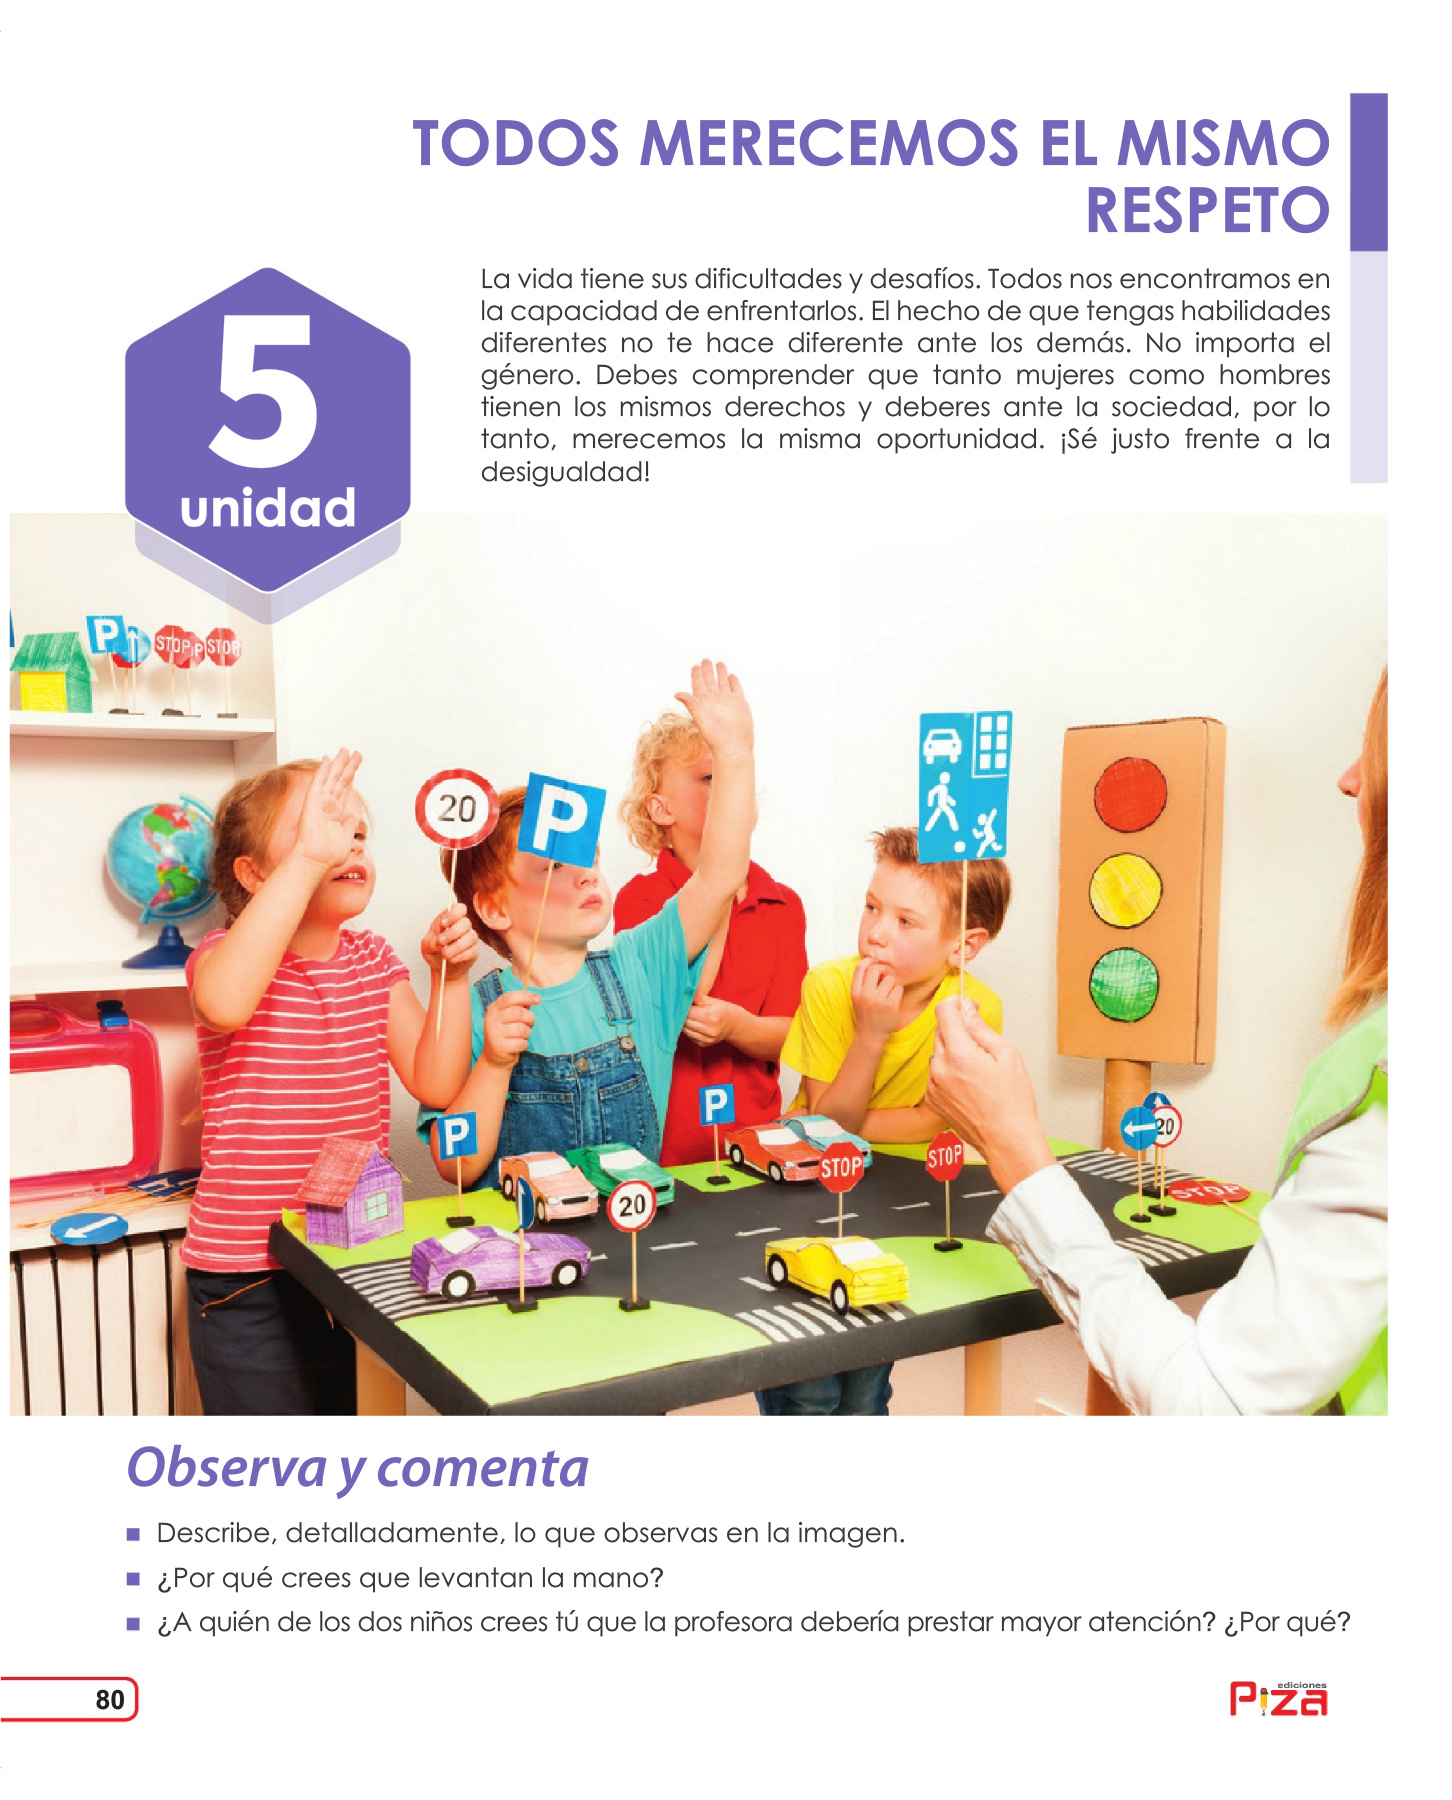 TODOS MERECEMOS EL MISMO
RESPETO
La vida tiene sus dificultades y desafíos. Todos nos encontramos en
la capacidad de enfrentarlos. El hecho de que tengas habilidades
diferentes no te hace diferente ante los demás. No importa el
género. Debes comprender que tanto mujeres como hombres
tienen los mismos derechos y deberes ante la sociedad, por lo
tanto, merecemos la misma oportunidad. ¡Sé justo frente a la
desigualdad!
5
unidad
P
STOP
P
STOP
20
P
P
P
STOP
STOP
20
20
STOP
Observa y comenta
Describe, detalladamente, lo que observas en la imagen.
¿Por qué crees que levantan la mano?
¿A quién de los dos niños crees tú que la profesora debería prestar mayor atención? ¿Por qué?
80
ediciones
Piza